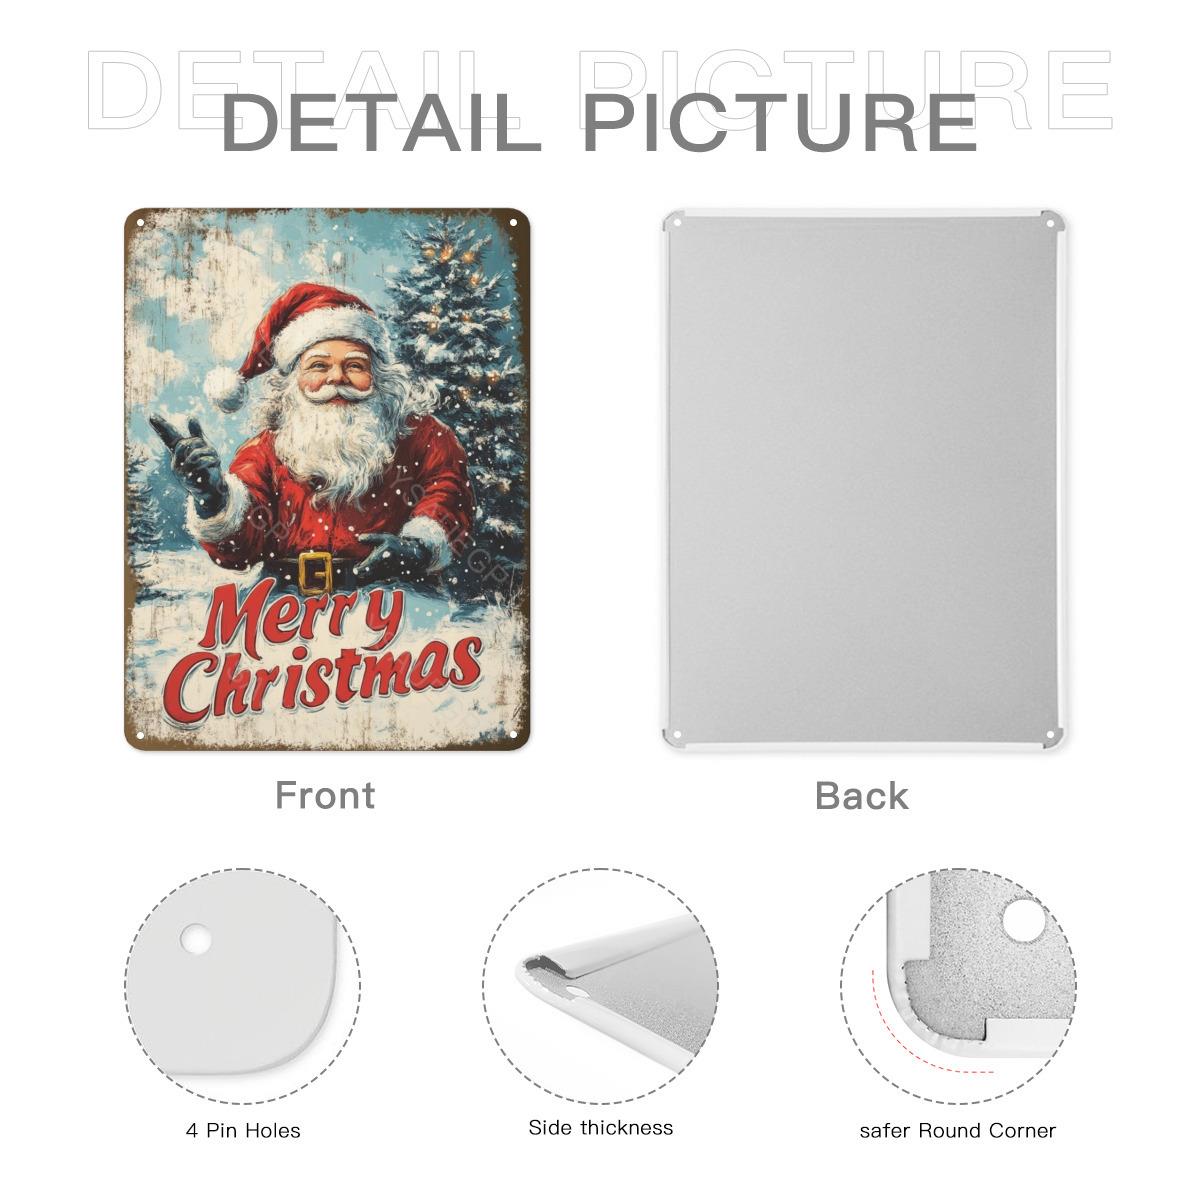 DETAIL PICTURE
DETAIL PICTURE
Merry
Christmas
Front
Back
4 Pin Holes
Side thickness
safer Round Corner